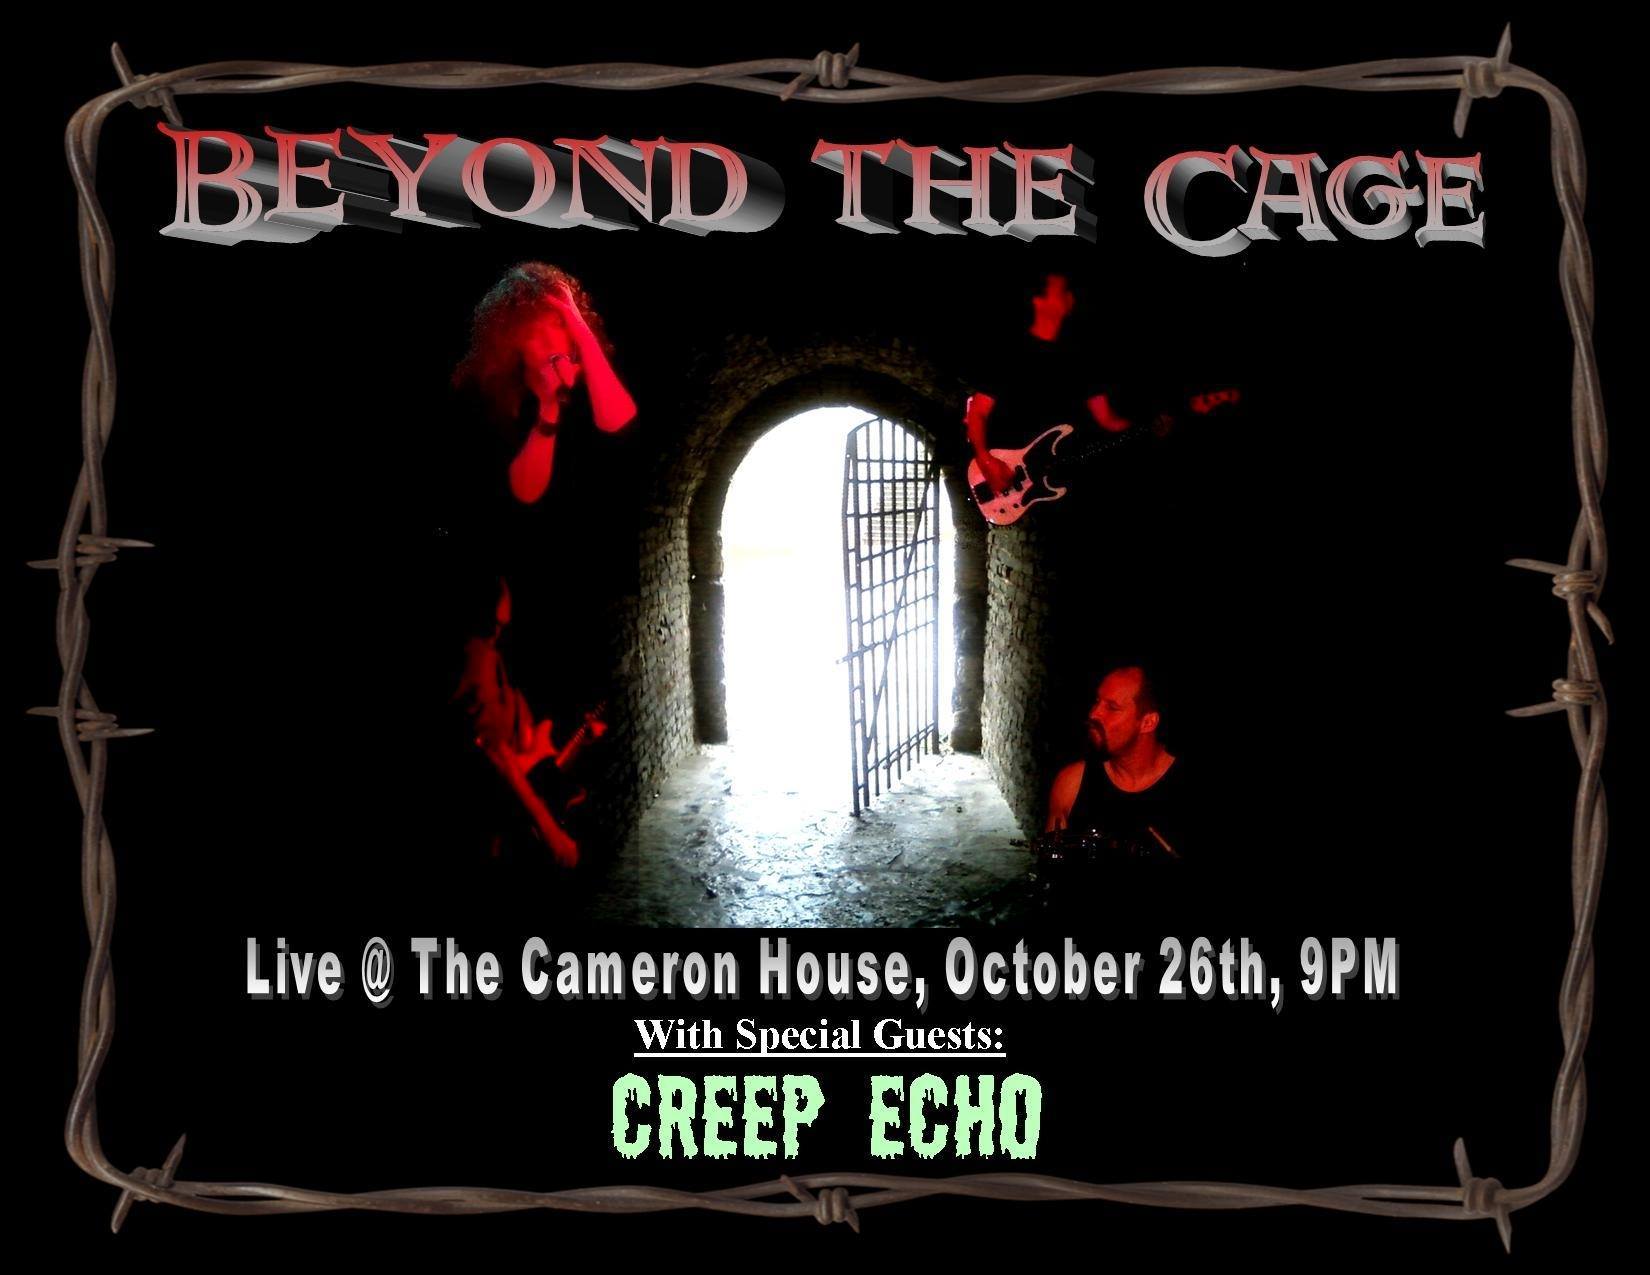 BEYOND THE CAGE
Live @ The Cameron House, October 26th, 9PM
With Special Guests:
CREEP ECHO